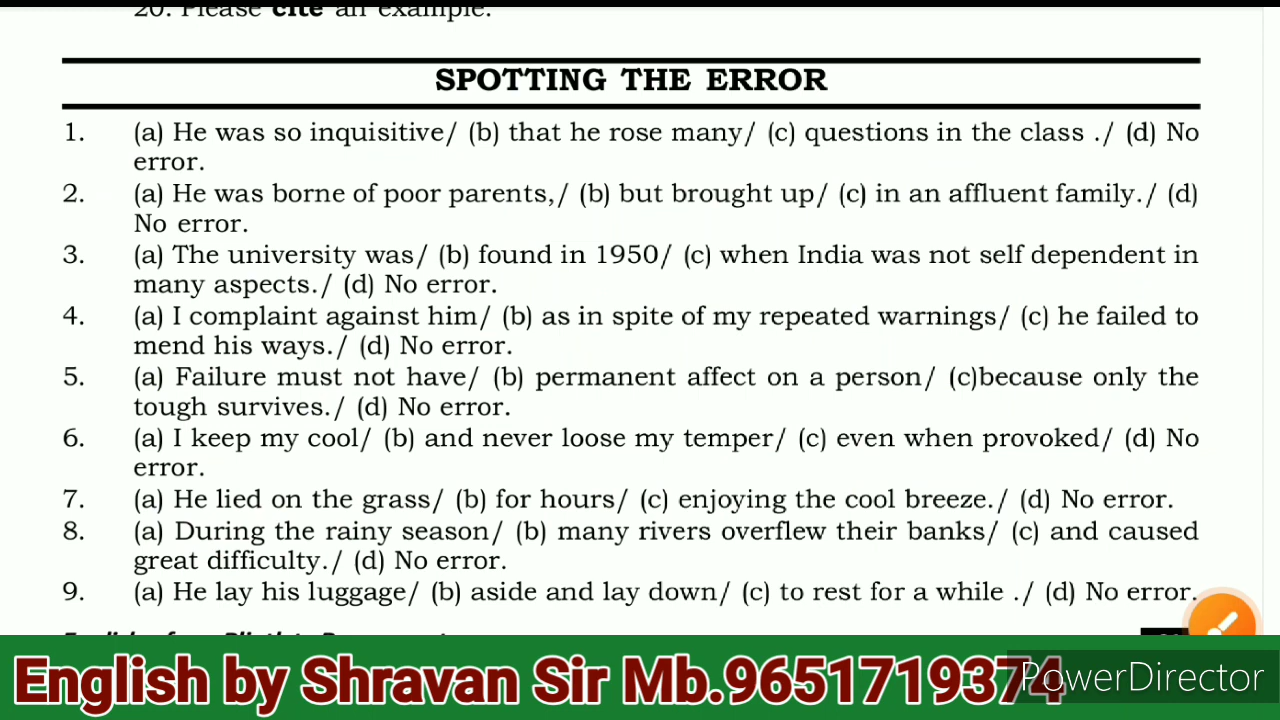 20. Please cite an example.
SPOTTING THE ERROR
1. (a) He was so inquisitive/ (b) that he rose many/ (c) questions in the class ./ (d) No
error.
2. (a) He was borne of poor parents,/ (b) but brought up/ (c) in an affluent family./ (d)
No error.
3. (a) The university was/ (b) found in 1950/ (c) when India was not self dependent in
many aspects./ (d) No error.
4. (a) I complaint against him/ (b) as in spite of my repeated warnings/ (c) he failed to
mend his ways./ (d) No error.
5. (a) Failure must not have/ (b) permanent affect on a person/ (c)because only the
tough survives./ (d) No error.
6. (a) I keep my cool/ (b) and never loose my temper/ (c) even when provoked/ (d) No
error.
7. (a) He lied on the grass/ (b) for hours/ (c) enjoying the cool breeze./ (d) No error.
8. (a) During the rainy season/ (b) many rivers overflew their banks/ (c) and caused
great difficulty./ (d) No error.
9. (a) He lay his luggage/ (b) aside and lay down/ (c) to rest for a while ./ (d) No error.
English by Shravan Sir Mb.9651719374
PowerDirector